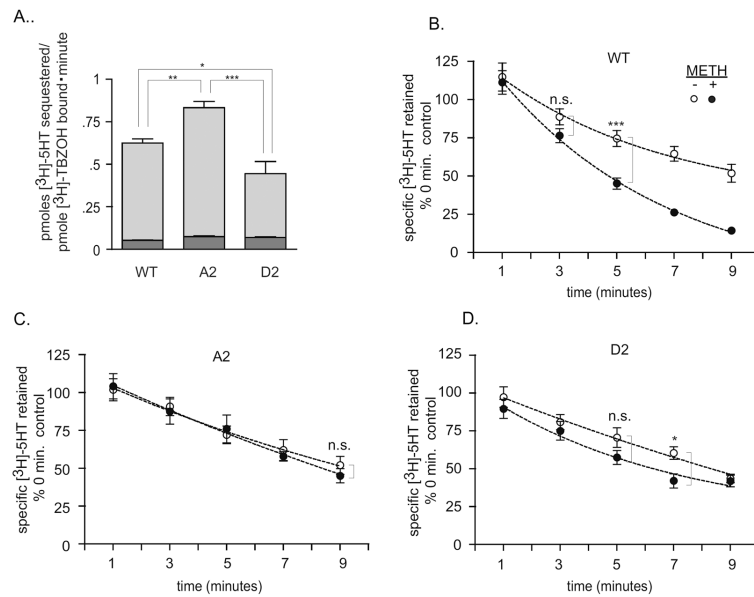 A..
pmoles [³H]-5HT sequestered/
pmole [³H]-TBZOH bound·minute
1
.75
.5
.25
0
*
**
***
WT
A2
D2
B.
WT
METH
- +
specific [³H]-5HT retained
% 0 min. control
125
100
75
50
25
0
n.s.
***
1 3 5 7 9
time (minutes)
C.
A2
specific [³H]-5HT retained
% 0 min. control
125
100
75
50
25
0
n.s.
1 3 5 7 9
time (minutes)
D.
D2
specific [³H]-5HT retained
% 0 min. control
125
100
75
50
25
0
n.s.
*
1 3 5 7 9
time (minutes)